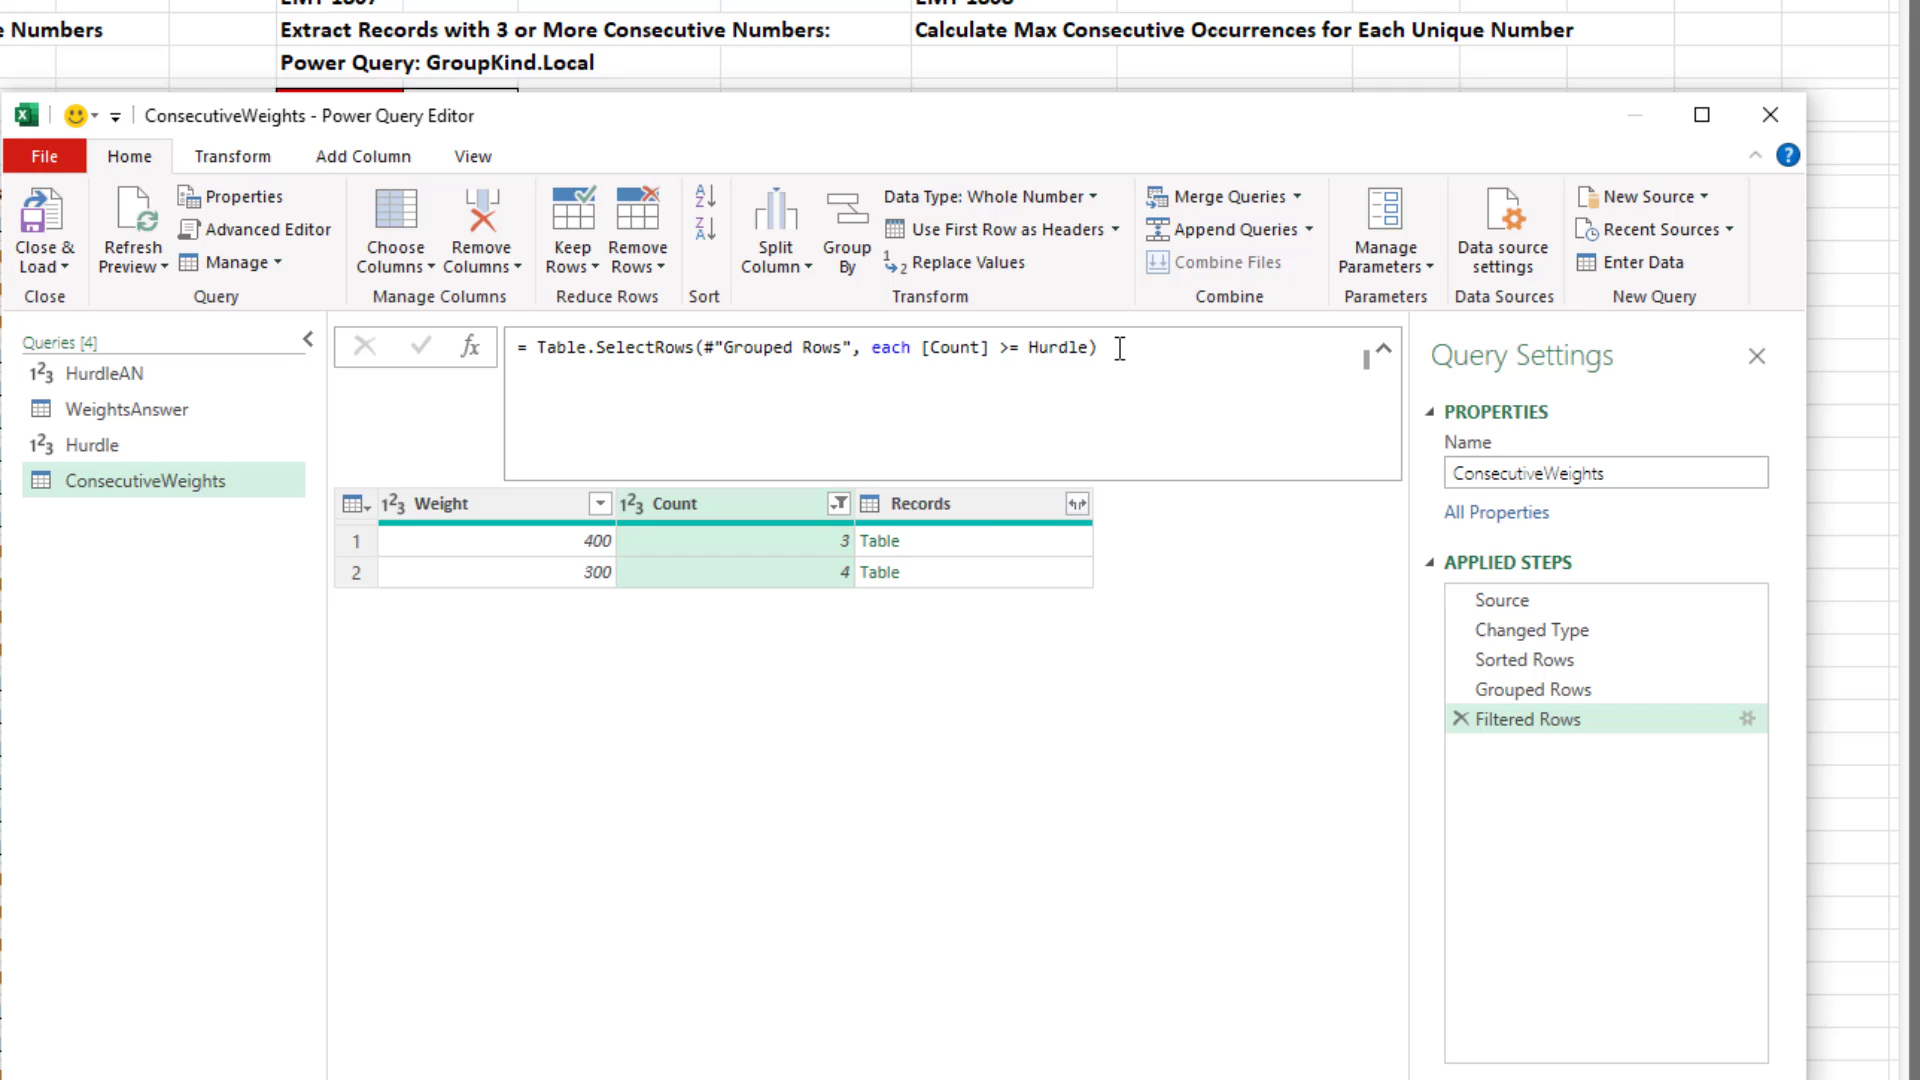 Numbers
Extract Records with 3 or More Consecutive Numbers:
Calculate Max Consecutive Occurrences for Each Unique Number
Power Query: GroupKind.Local
ConsecutiveWeights - Power Query Editor
File
Home
Transform
Add Column
View
Close & Load
Close
Refresh Preview
Properties
Advanced Editor
Manage
Query
Choose Columns
Remove Columns
Manage Columns
Keep Rows
Remove Rows
Reduce Rows
Sort
Split Column
Group By
Data Type: Whole Number
Use First Row as Headers
Replace Values
Transform
Merge Queries
Append Queries
Combine Files
Combine
Manage Parameters
Parameters
Data source settings
Data Sources
New Source
Recent Sources
Enter Data
New Query
Queries [4]
HurdleAN
WeightsAnswer
Hurdle
ConsecutiveWeights
= Table.SelectRows(#"Grouped Rows", each [Count] >= Hurdle)
Weight Count Records
1 400 3 Table
2 300 4 Table
Query Settings
PROPERTIES
Name
ConsecutiveWeights
All Properties
APPLIED STEPS
Source
Changed Type
Sorted Rows
Grouped Rows
Filtered Rows